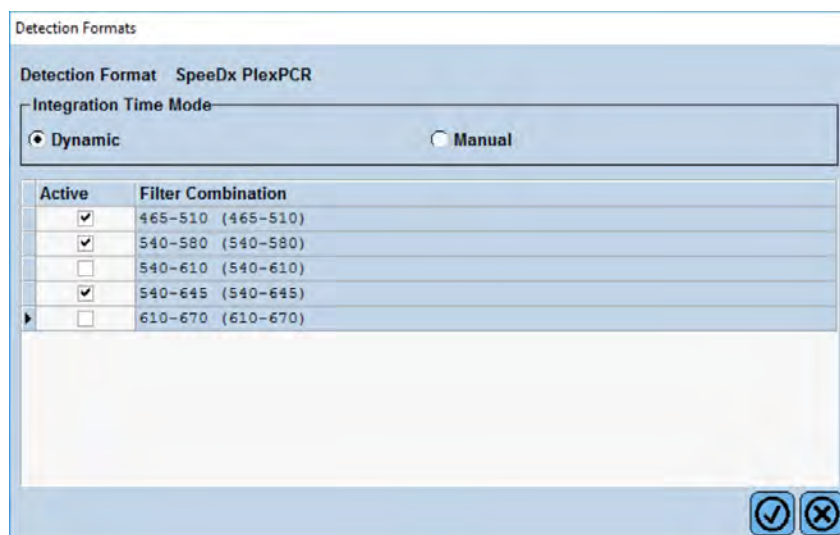 Detection Formats
Detection Format SpeeDx PlexPCR
Integration Time Mode
Dynamic Manual
Active Filter Combination
465-510 (465-510)
540-580 (540-580)
540-610 (540-610)
540-645 (540-645)
610-670 (610-670)